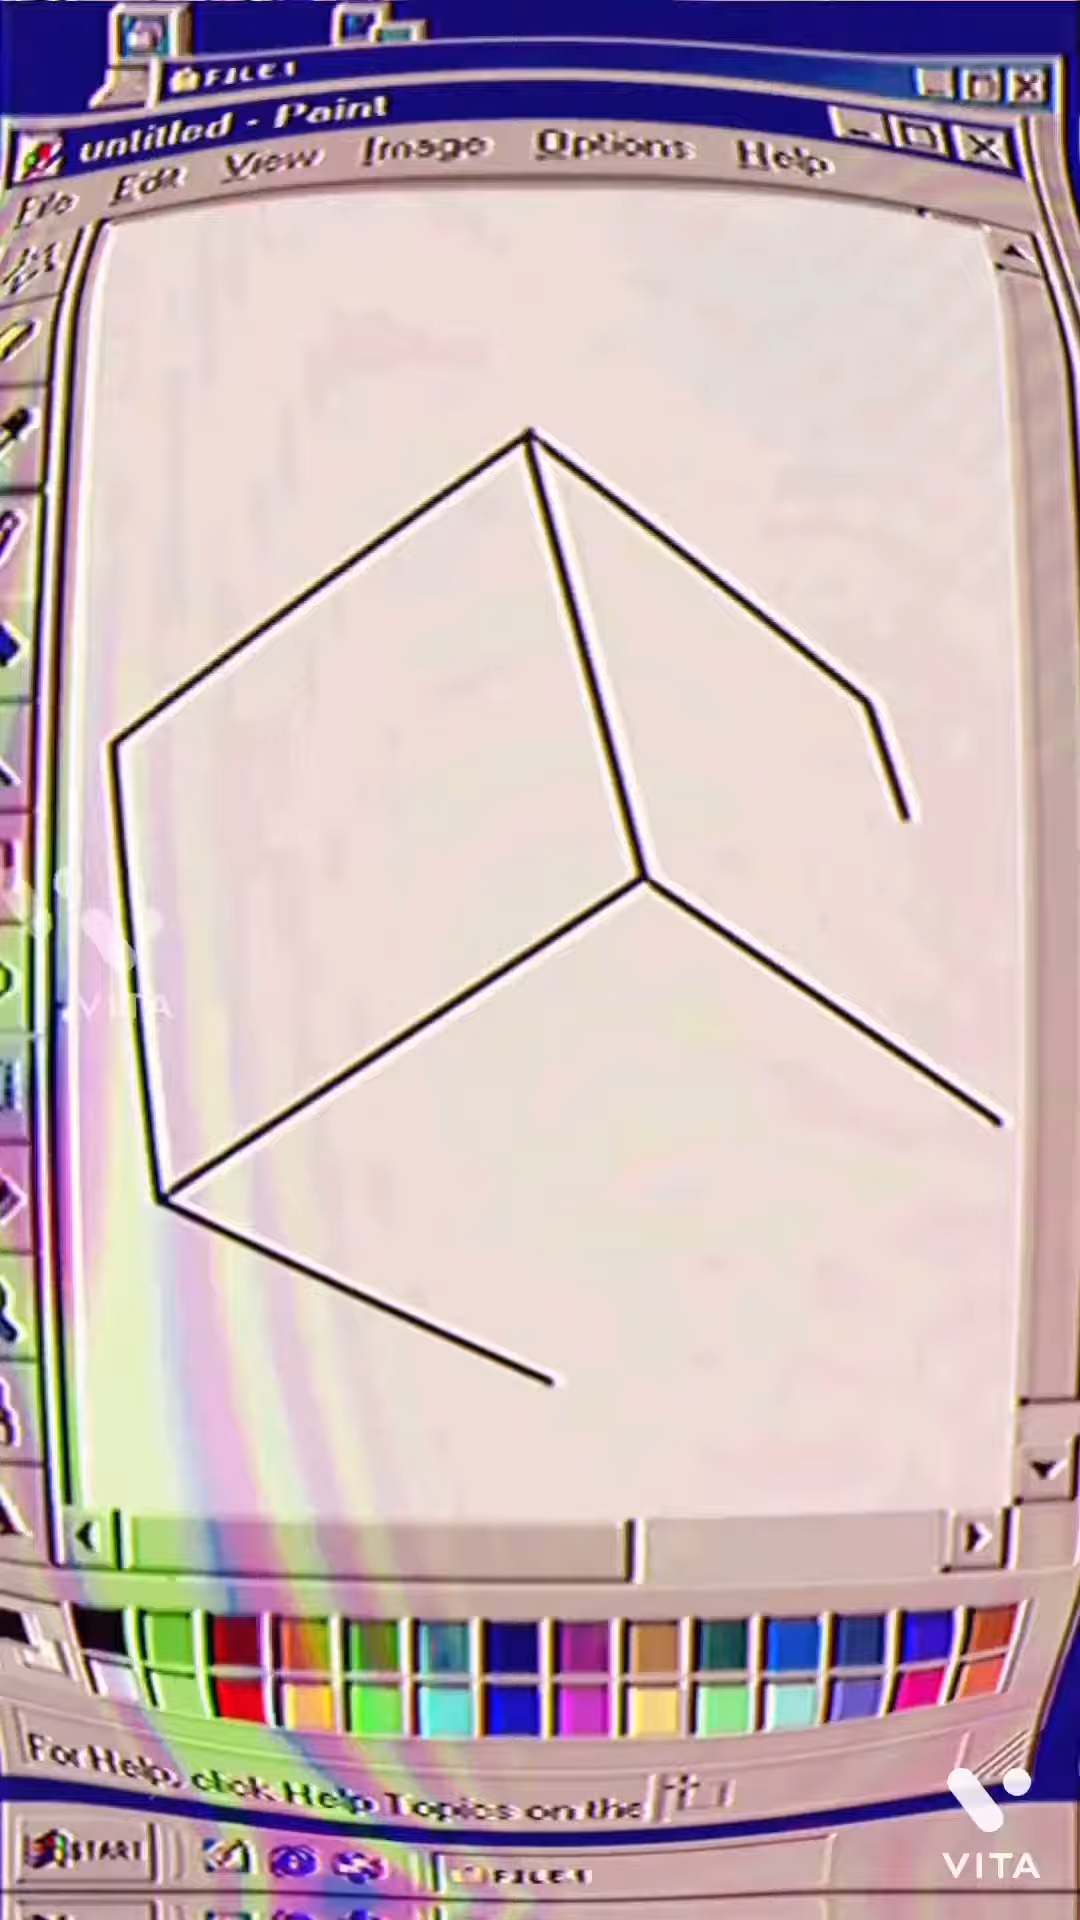 FILE1
untitled - Paint
File Edit View Image Options Help
VITA
For Help, click Help Topics on the
VITA
START
FILE1